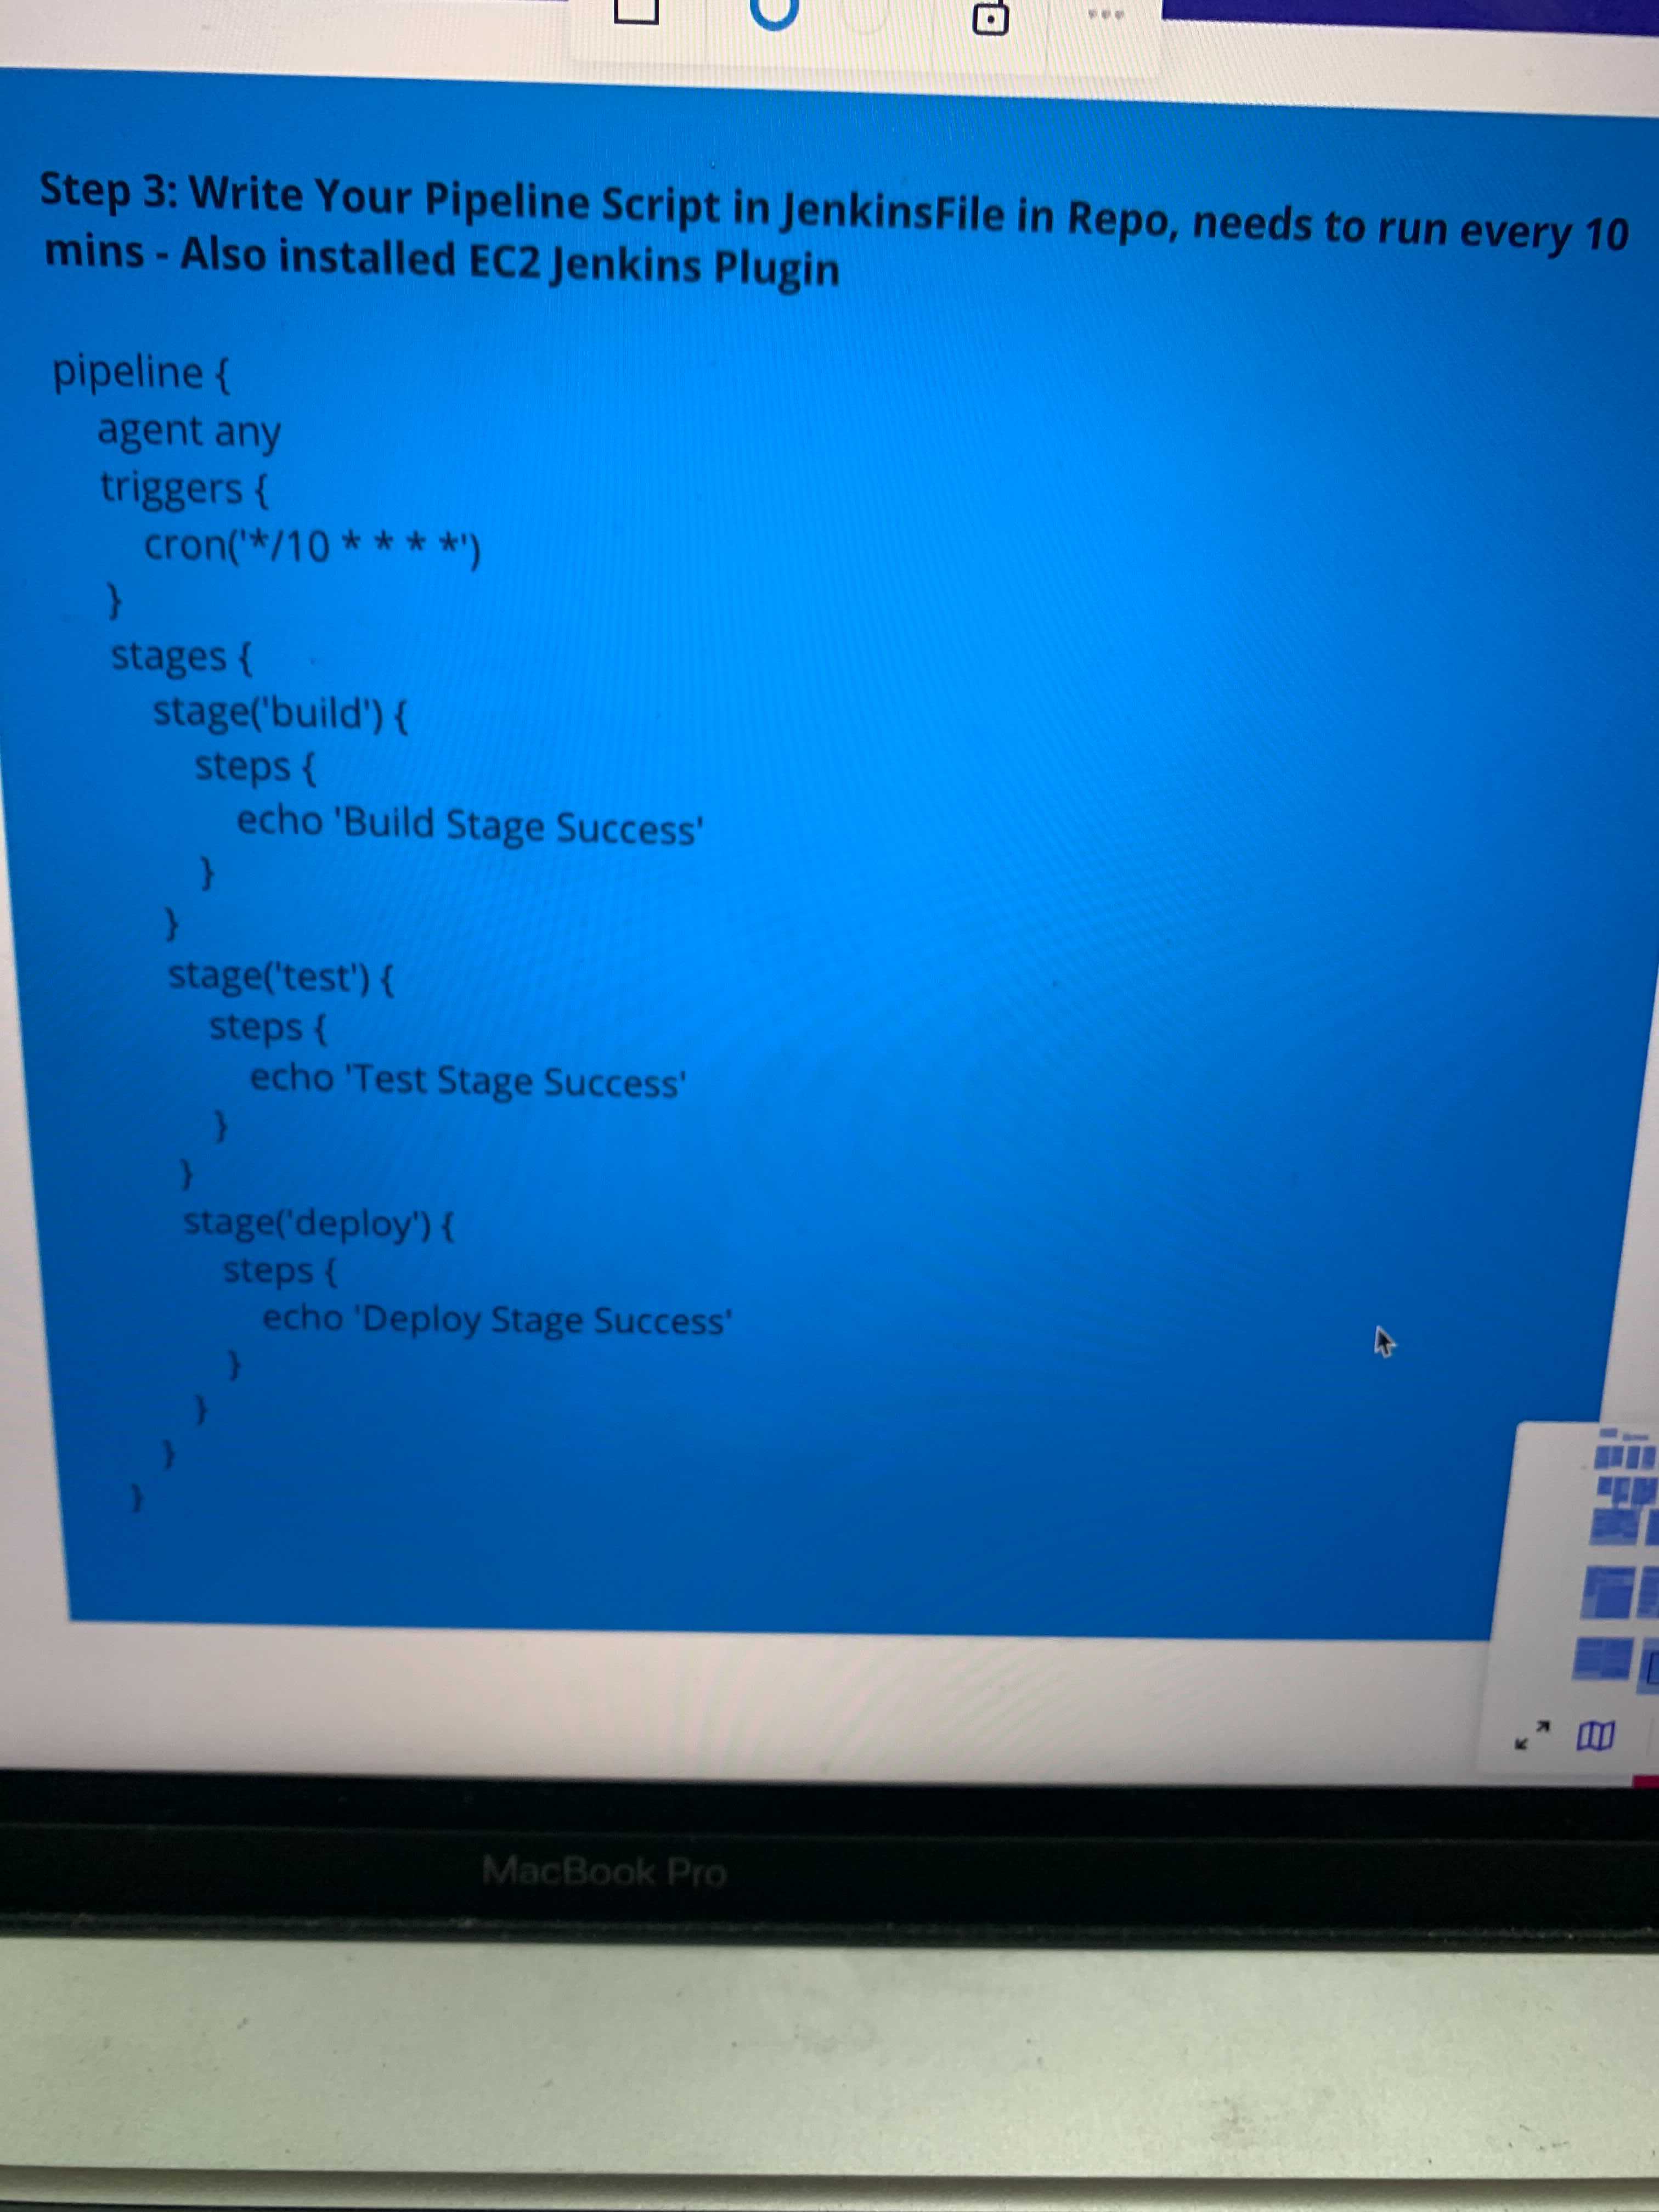 Step 3: Write Your Pipeline Script in JenkinsFile in Repo, needs to run every 10
mins - Also installed EC2 Jenkins Plugin
pipeline {
agent any
triggers {
cron('*/10 * * * *')
}
stages {
stage('build') {
steps {
echo 'Build Stage Success'
}
}
stage('test') {
steps {
echo 'Test Stage Success'
}
}
stage('deploy') {
steps {
echo 'Deploy Stage Success'
}
}
}
}
MacBook Pro